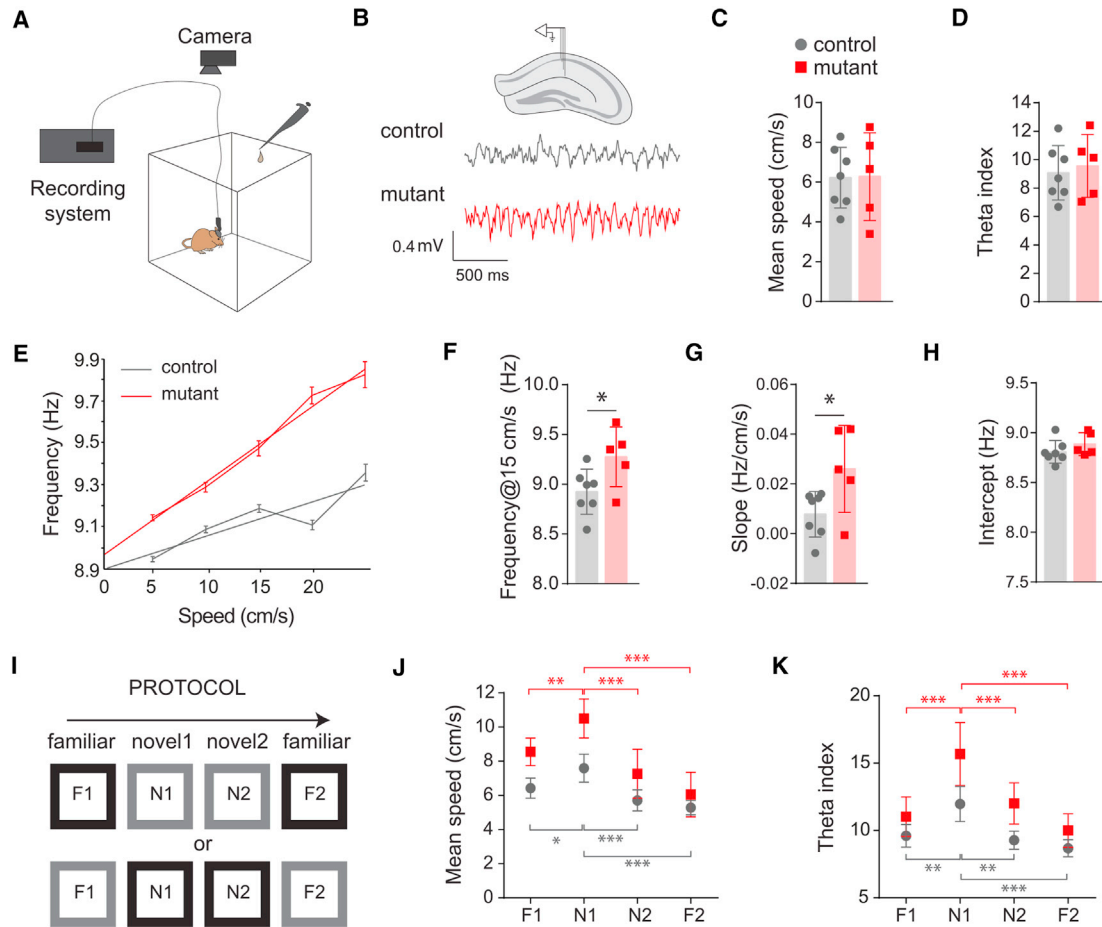 A
Camera
Recording
system
B
control
mutant
0.4 mV
500 ms
C
control
mutant
Mean speed (cm/s)
10
8
6
4
2
0
D
Theta index
14
12
10
8
6
4
2
0
E
control
mutant
Frequency (Hz)
9.9
9.7
9.5
9.3
9.1
8.9
0
5
10
15
20
Speed (cm/s)
F
Frequency@15 cm/s (Hz)
10.0
9.5
9.0
8.5
8.0
*
G
Slope (Hz/cm/s)
0.06
0.04
0.02
0.00
-0.02
*
H
Intercept (Hz)
9.5
9.0
8.5
8.0
7.5
I
PROTOCOL
familiar novel1 novel2 familiar
F1 N1 N2 F2
or
F1 N1 N2 F2
J
Mean speed (cm/s)
12
10
8
6
4
2
0
***
** ***
* ***
***
F1 N1 N2 F2
K
Theta index
20
15
10
5
***
*** ***
** **
***
F1 N1 N2 F2